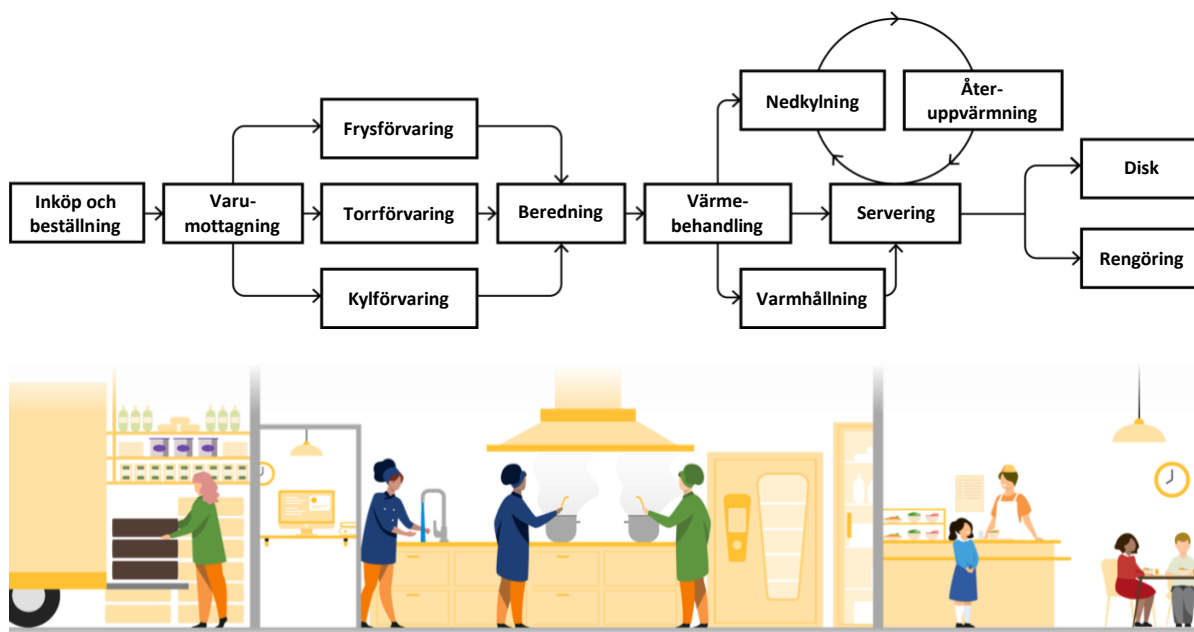 Inköp och
beställning
Varu-
mottagning
Frysförvaring
Torrförvaring
Kylförvaring
Beredning
Värme-
behandling
Nedkylning
Åter-
uppvärmning
Servering
Varmhållning
Disk
Rengöring